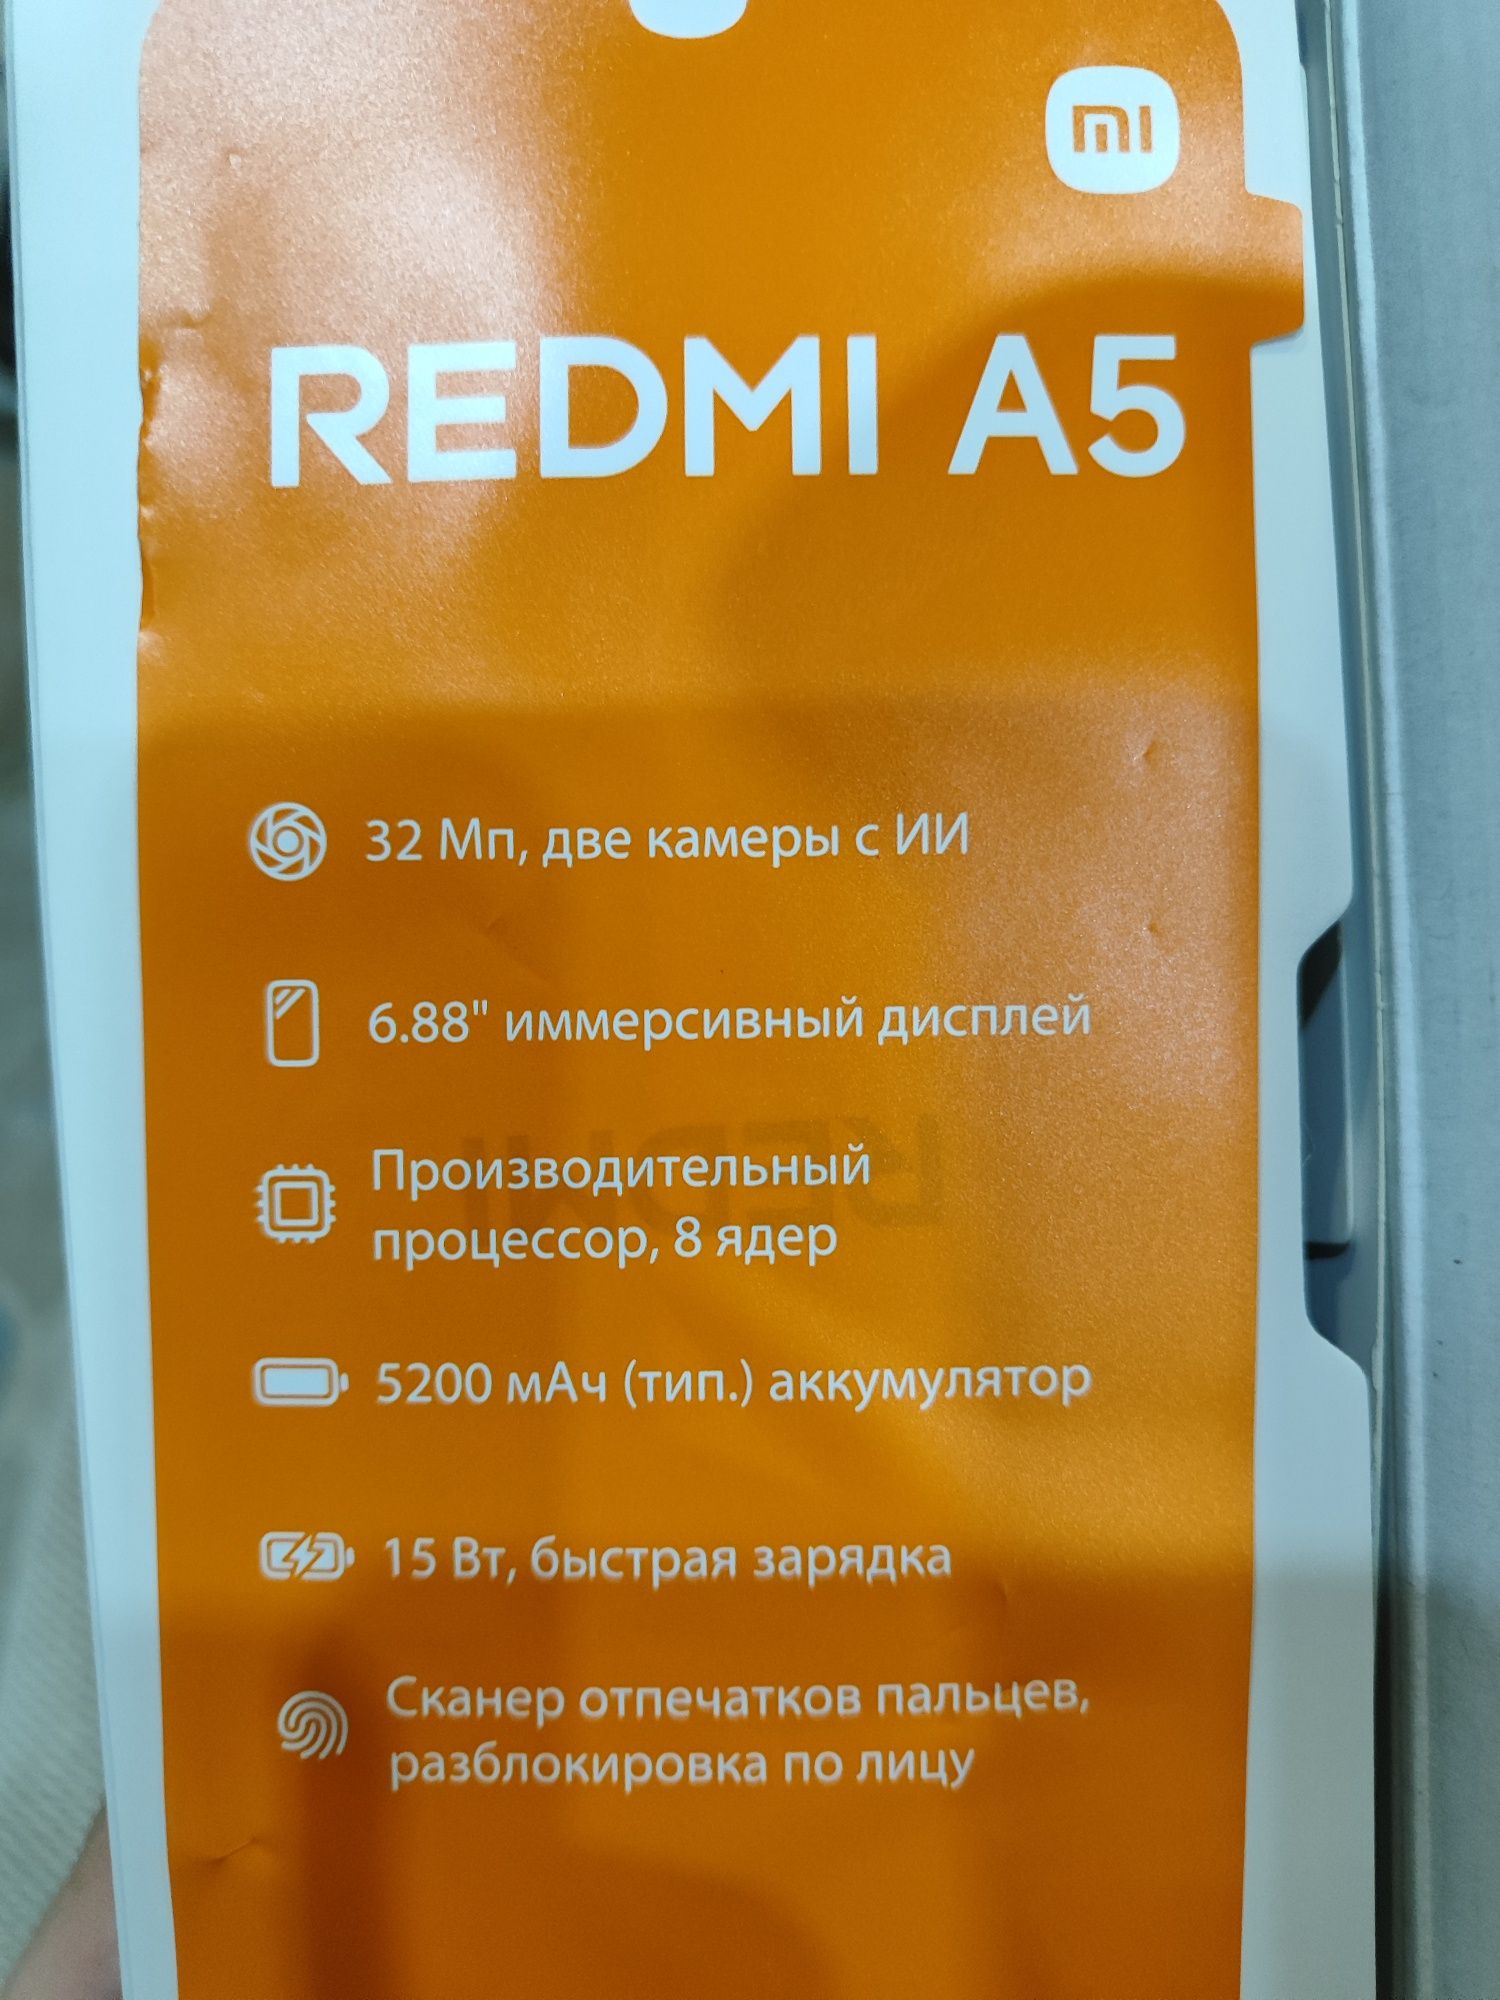 mi
REDMI A5
32 Мп, две камеры с ИИ
6.88" иммерсивный дисплей
Производительный
процессор, 8 ядер
5200 мАч (тип.) аккумулятор
15 Вт, быстрая зарядка
Сканер отпечатков пальцев,
разблокировка по лицу
REDMI